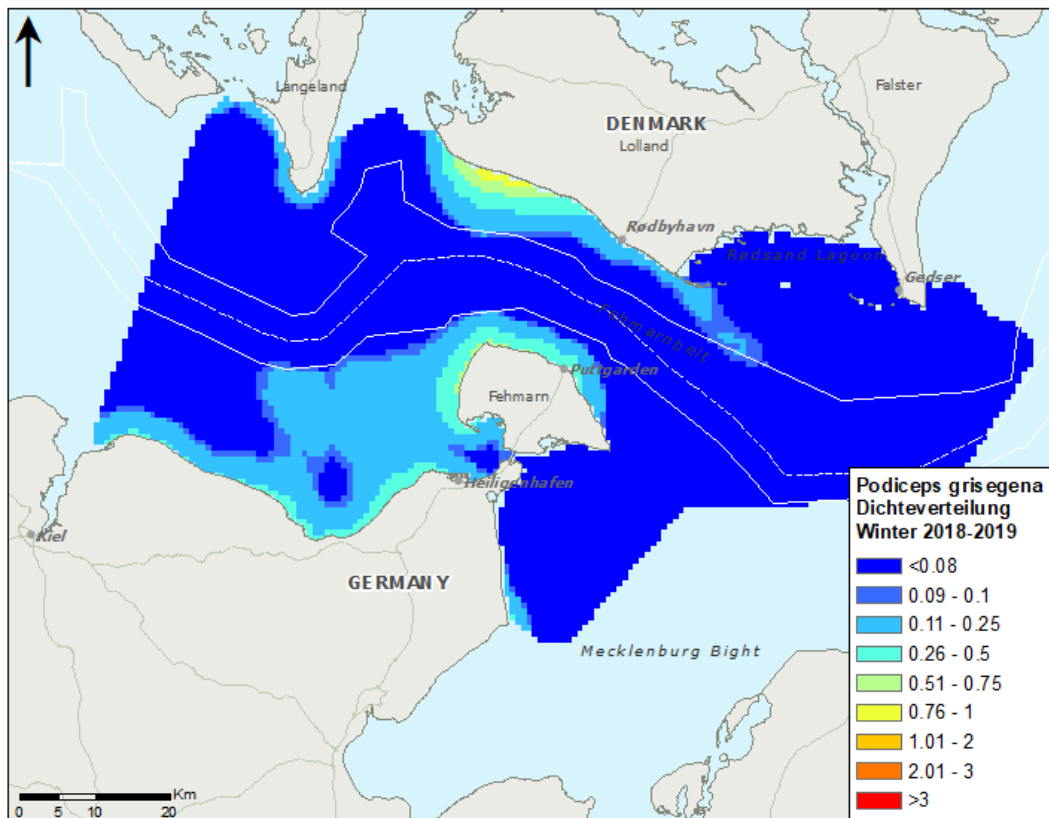 Langeland
Falster
DENMARK
Lolland
Rødbyhavn
Rødsand Lagoon
Gedser
Fehmarnbelt
Puttgarden
Fehmarn
Heiligenhafen
Kiel
GERMANY
Mecklenburg Bight
Podiceps grisegena
Dichteverteilung
Winter 2018-2019
<0.08
0.09 - 0.1
0.11 - 0.25
0.26 - 0.5
0.51 - 0.75
0.76 - 1
1.01 - 2
2.01 - 3
>3
Km
0 5 10 20